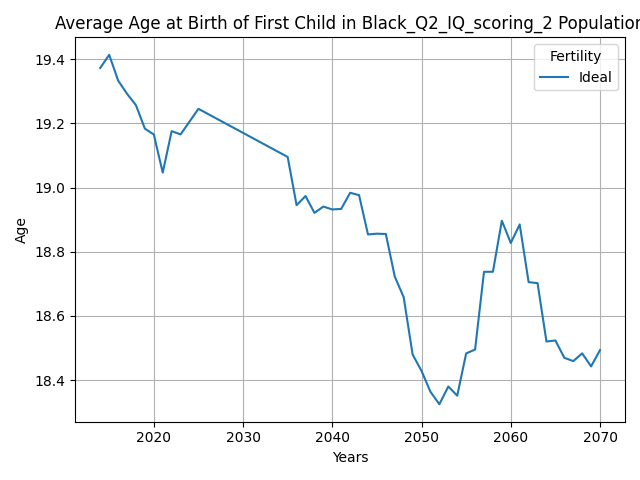 Average Age at Birth of First Child in Black_Q2_IQ_scoring_2 Population
Fertility
Ideal
Age
19.4
19.2
19.0
18.8
18.6
18.4
2020 2030 2040 2050 2060 2070
Years